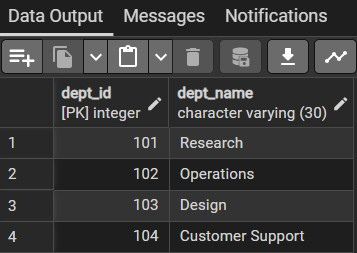 Data Output Messages Notifications
dept_id dept_name
[PK] integer character varying (30)
1 101 Research
2 102 Operations
3 103 Design
4 104 Customer Support